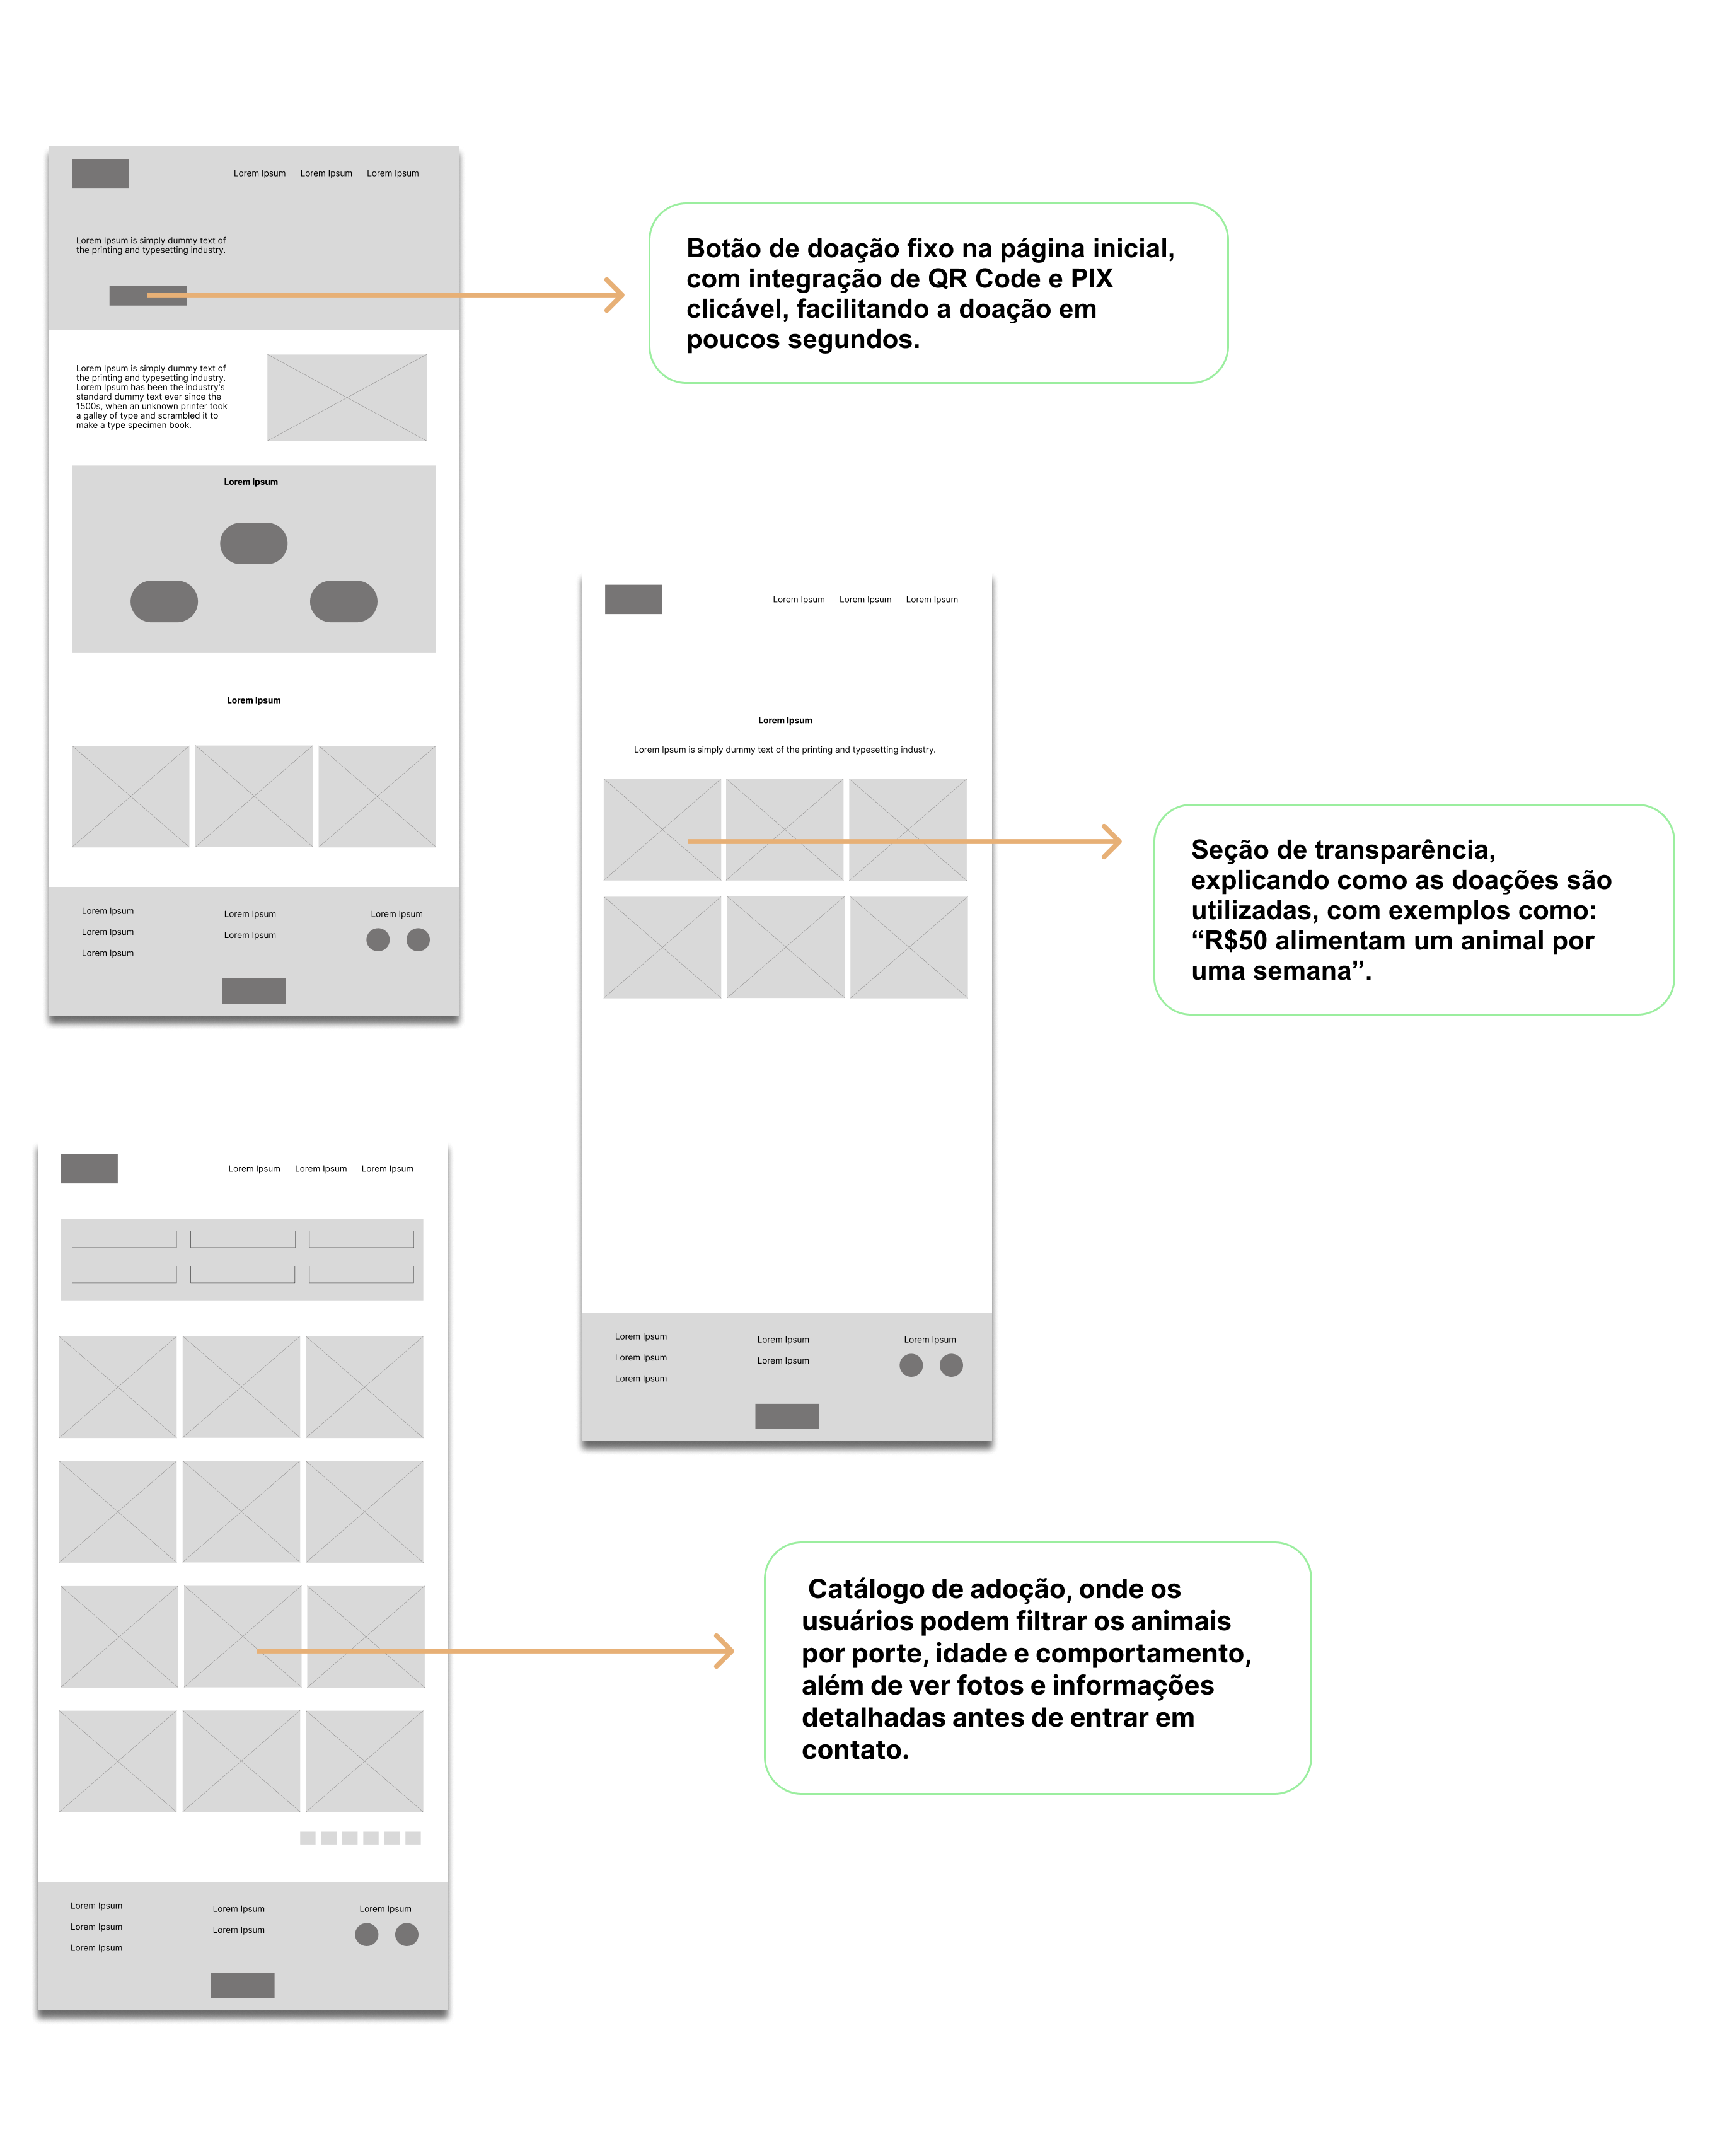 Lorem Ipsum Lorem Ipsum Lorem Ipsum
Lorem Ipsum is simply dummy text of
the printing and typesetting industry.
Botão de doação fixo na página inicial,
com integração de QR Code e PIX
clicável, facilitando a doação em
poucos segundos.
Lorem Ipsum is simply dummy text of
the printing and typesetting industry.
Lorem Ipsum has been the industry's
standard dummy text ever since the
1500s, when an unknown printer took
a galley of type and scrambled it to
make a type specimen book.
Lorem Ipsum
Lorem Ipsum
Lorem Ipsum
Lorem Ipsum
Lorem Ipsum
Lorem Ipsum
Lorem Ipsum
Lorem Ipsum
Lorem Ipsum Lorem Ipsum Lorem Ipsum
Lorem Ipsum
Lorem Ipsum is simply dummy text of the printing and typesetting industry.
Seção de transparência,
explicando como as doações são
utilizadas, com exemplos como:
“R$50 alimentam um animal por
uma semana”.
Lorem Ipsum
Lorem Ipsum
Lorem Ipsum
Lorem Ipsum
Lorem Ipsum
Lorem Ipsum
Lorem Ipsum Lorem Ipsum Lorem Ipsum
Catálogo de adoção, onde os
usuários podem filtrar os animais
por porte, idade e comportamento,
além de ver fotos e informações
detalhadas antes de entrar em
contato.
Lorem Ipsum
Lorem Ipsum
Lorem Ipsum
Lorem Ipsum
Lorem Ipsum
Lorem Ipsum